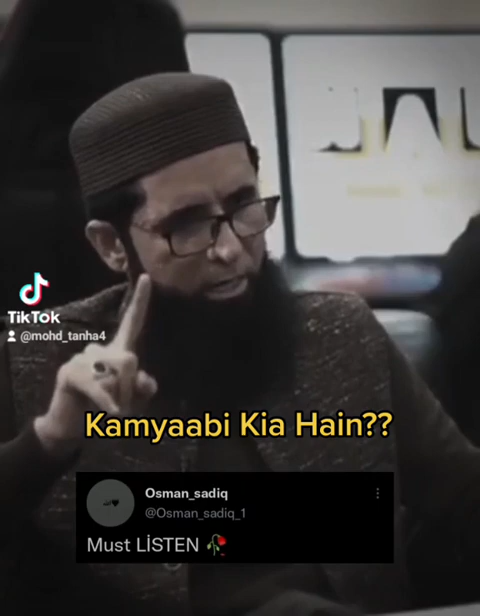 TikTok
@mohd_tanha4
Kamyaabi Kia Hain??
Osman_sadiq
@Osman_sadiq_1
Must LİSTEN 🥀